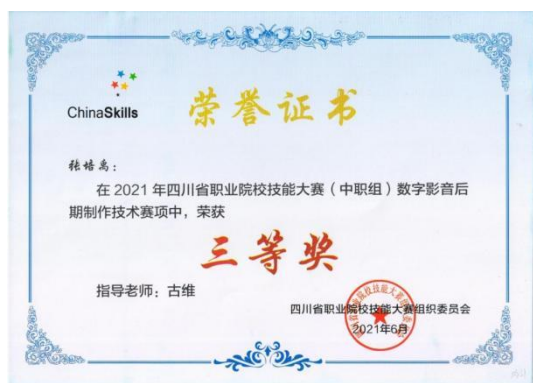 ChinaSkills
荣誉证书
张培禹：
在 2021 年四川省职业院校技能大赛（中职组）数字影音后
期制作技术赛项中，荣获
三等奖
指导老师：古维
四川省职业院校技能大赛组织委员会
2021年6月